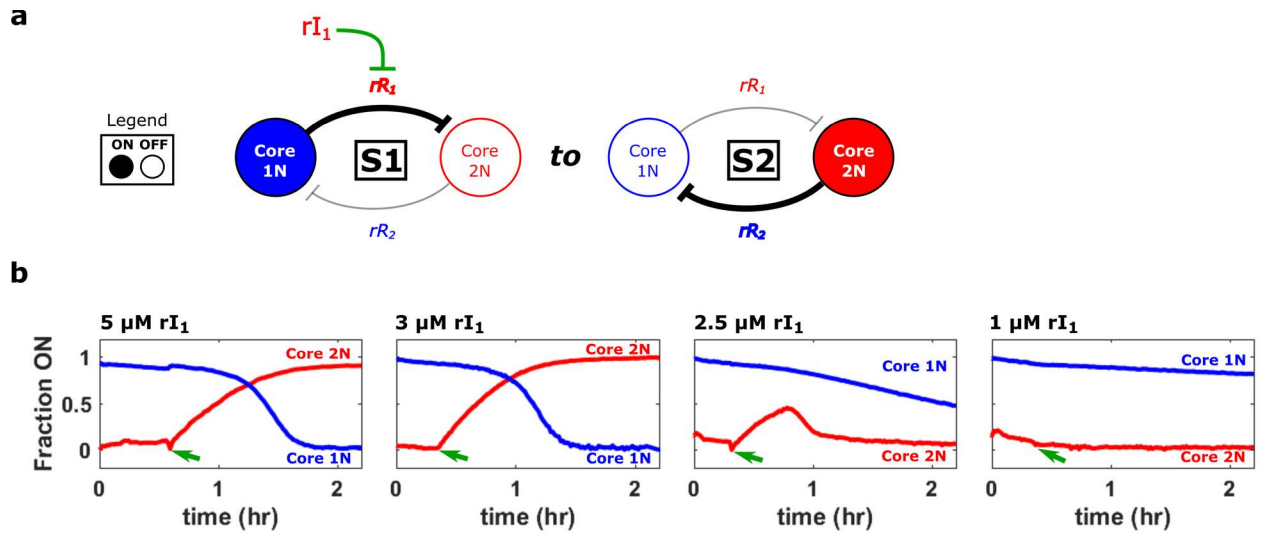 a
rI₁
rR₁
rR₁
Legend
ON OFF
Core
1N
S1
Core
2N
to
Core
1N
S2
Core
2N
rR₂
rR₂
b
5 µM rI₁
3 µM rI₁
2.5 µM rI₁
1 µM rI₁
Fraction ON
1
0.5
0
Core 2N
Core 1N
0
1
2
time (hr)
Core 2N
Core 1N
0
1
2
time (hr)
Core 1N
Core 2N
0
1
2
time (hr)
Core 1N
Core 2N
0
1
2
time (hr)